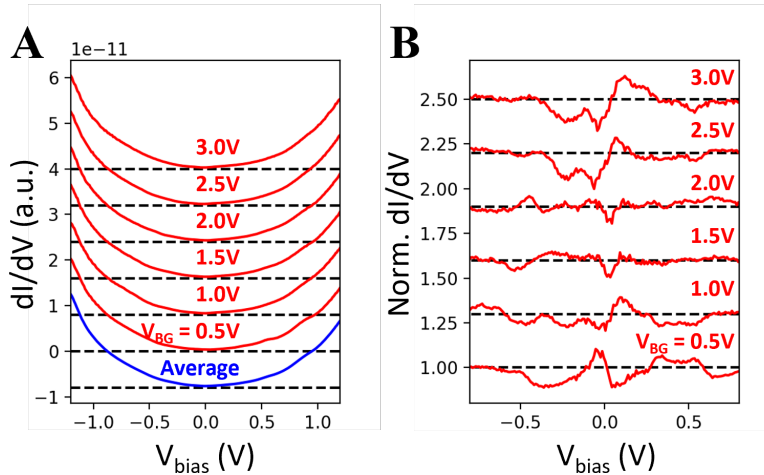 A
1e−11
dI/dV (a.u.)
6
5
4
3
2
1
0
−1
3.0V
2.5V
2.0V
1.5V
1.0V
V_BG = 0.5V
Average
−1.0 −0.5 0.0 0.5 1.0
V_bias (V)
B
Norm. dI/dV
2.50
2.25
2.00
1.75
1.50
1.25
1.00
3.0V
2.5V
2.0V
1.5V
1.0V
V_BG = 0.5V
−0.5 0.0 0.5
V_bias (V)